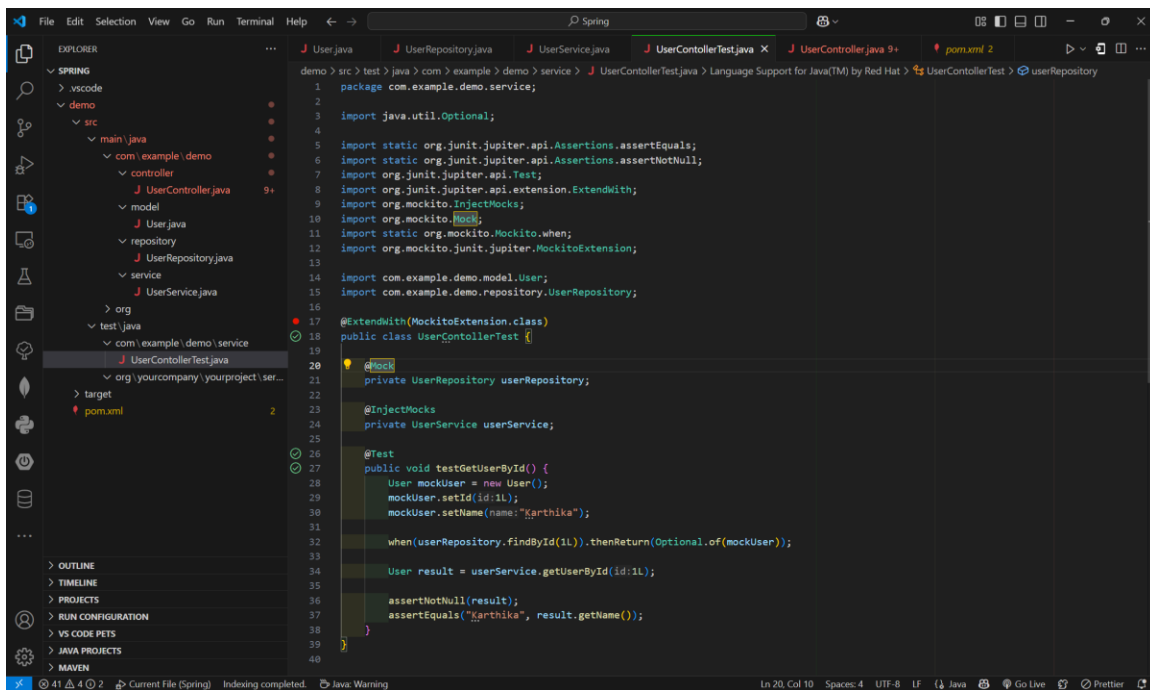 File Edit Selection View Go Run Terminal Help
Spring
EXPLORER
User.java
UserRepository.java
UserService.java
UserContollerTest.java
UserController.java 9+
pom.xml 2
demo > src > test > java > com > example > demo > service > UserContollerTest.java > Language Support for Java(TM) by Red Hat > UserContollerTest > userRepository
SPRING
.vscode
demo
src
main\java
com\example\demo
controller
UserController.java 9+
model
User.java
repository
UserRepository.java
service
UserService.java
org
test\java
com\example\demo\service
UserContollerTest.java
org\yourcompany\yourproject\ser...
target
pom.xml 2
OUTLINE
TIMELINE
PROJECTS
RUN CONFIGURATION
VS CODE PETS
JAVA PROJECTS
MAVEN
1 package com.example.demo.service;
2
3 import java.util.Optional;
4
5 import static org.junit.jupiter.api.Assertions.assertEquals;
6 import static org.junit.jupiter.api.Assertions.assertNotNull;
7 import org.junit.jupiter.api.Test;
8 import org.junit.jupiter.api.extension.ExtendWith;
9 import org.mockito.InjectMocks;
10 import org.mockito.Mock;
11 import static org.mockito.Mockito.when;
12 import org.mockito.junit.jupiter.MockitoExtension;
13
14 import com.example.demo.model.User;
15 import com.example.demo.repository.UserRepository;
16
17 @ExtendWith(MockitoExtension.class)
18 public class UserContollerTest {
19
20 @Mock
21 private UserRepository userRepository;
22
23 @InjectMocks
24 private UserService userService;
25
26 @Test
27 public void testGetUserById() {
28 User mockUser = new User();
29 mockUser.setId(id:1L);
30 mockUser.setName(name:"Karthika");
31
32 when(userRepository.findById(1L)).thenReturn(Optional.of(mockUser));
33
34 User result = userService.getUserById(id:1L);
35
36 assertNotNull(result);
37 assertEquals("Karthika", result.getName());
38 }
39 }
40
41 4 2 Current File (Spring) Indexing completed. Java: Warning Ln 20, Col 10 Spaces: 4 UTF-8 LF Java Go Live Prettier